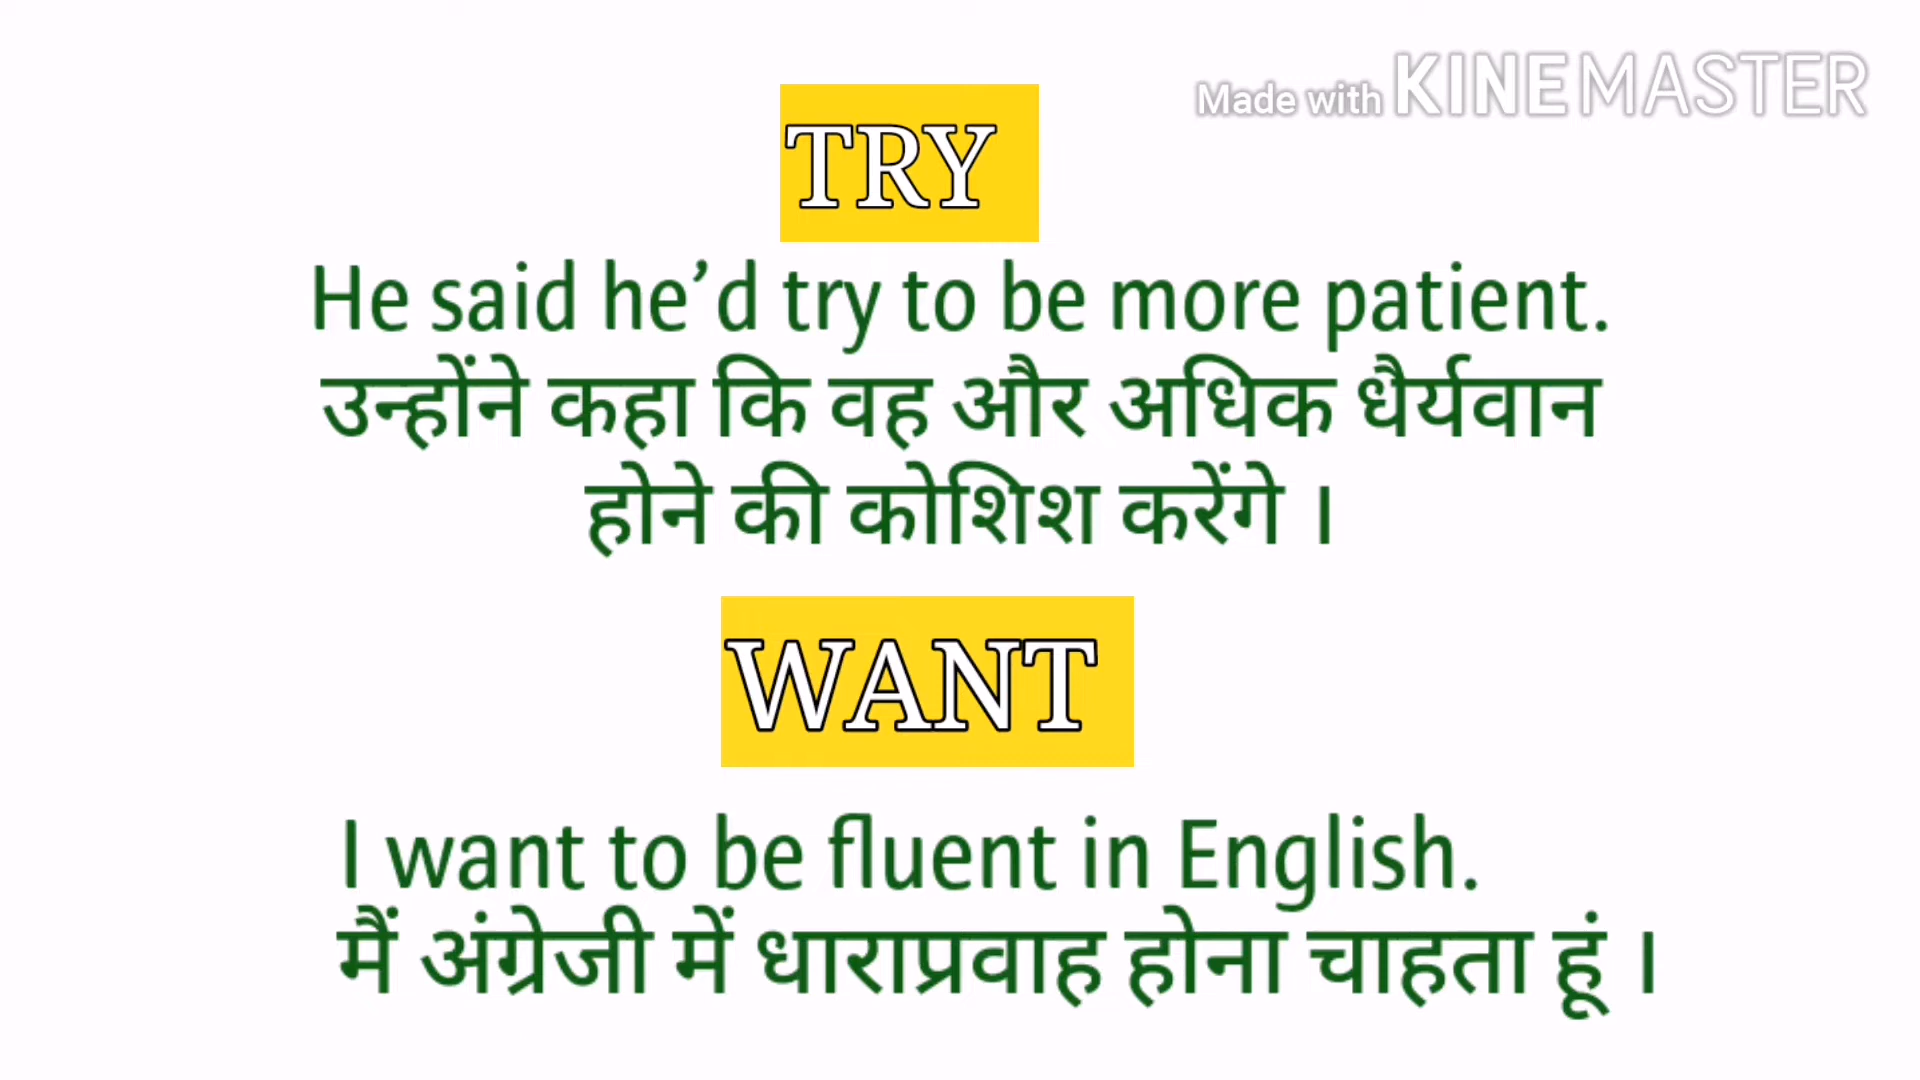 Made with KINEMASTER
TRY
He said he’d try to be more patient.
उन्होंने कहा कि वह और अधिक धैर्यवान
होने की कोशिश करेंगे ।
WANT
I want to be fluent in English.
मैं अंग्रेजी में धाराप्रवाह होना चाहता हूं ।